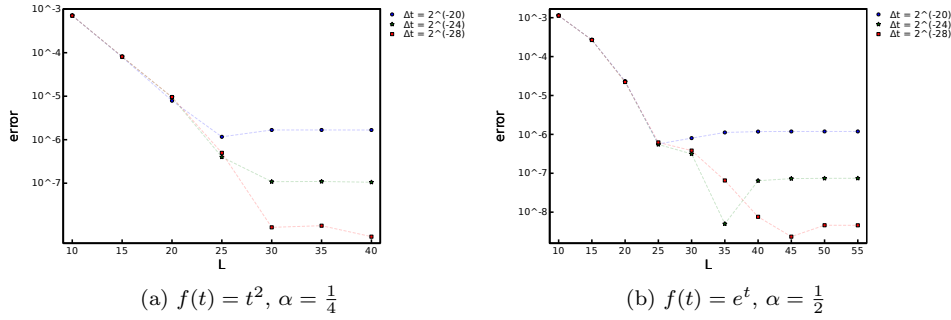 10^-3
10^-4
10^-5
10^-6
10^-7
error
10 15 20 25 30 35 40
L
Δt = 2^(-20)
Δt = 2^(-24)
Δt = 2^(-28)
(a) f(t) = t², α = 1/4
10^-3
10^-4
10^-5
10^-6
10^-7
10^-8
error
10 15 20 25 30 35 40 45 50 55
L
Δt = 2^(-20)
Δt = 2^(-24)
Δt = 2^(-28)
(b) f(t) = eᵗ, α = 1/2